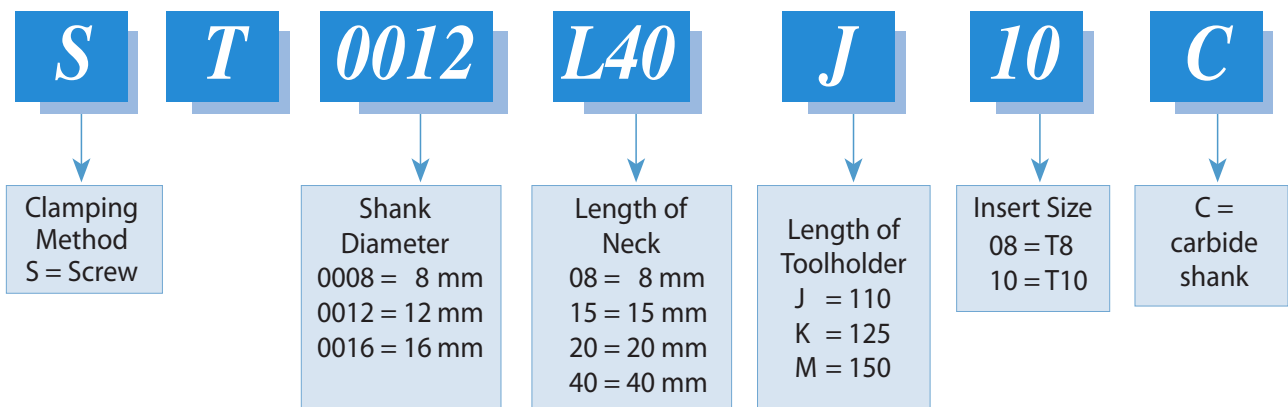 S T 0012 L40 J 10 C
Clamping
Method
S = Screw
Shank
Diameter
0008 = 8 mm
0012 = 12 mm
0016 = 16 mm
Length of
Neck
08 = 8 mm
15 = 15 mm
20 = 20 mm
40 = 40 mm
Length of
Toolholder
J = 110
K = 125
M = 150
Insert Size
08 = T8
10 = T10
C =
carbide
shank